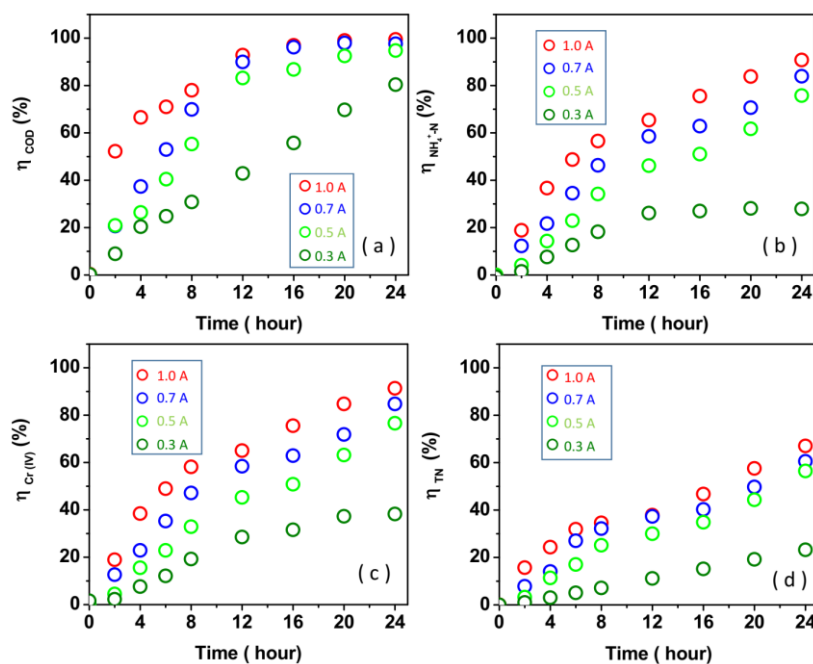 100
80
60
40
20
0
η COD (%)
1.0 A
0.7 A
0.5 A
0.3 A
( a )
0 4 8 12 16 20 24
Time ( hour)
100
80
60
40
20
0
η NH₄⁺-N (%)
1.0 A
0.7 A
0.5 A
0.3 A
( b )
0 4 8 12 16 20 24
Time ( hour)
100
80
60
40
20
0
η Cr (IV) (%)
1.0 A
0.7 A
0.5 A
0.3 A
( c )
0 4 8 12 16 20 24
Time ( hour)
100
80
60
40
20
0
η TN (%)
1.0 A
0.7 A
0.5 A
0.3 A
( d )
0 4 8 12 16 20 24
Time ( hour)